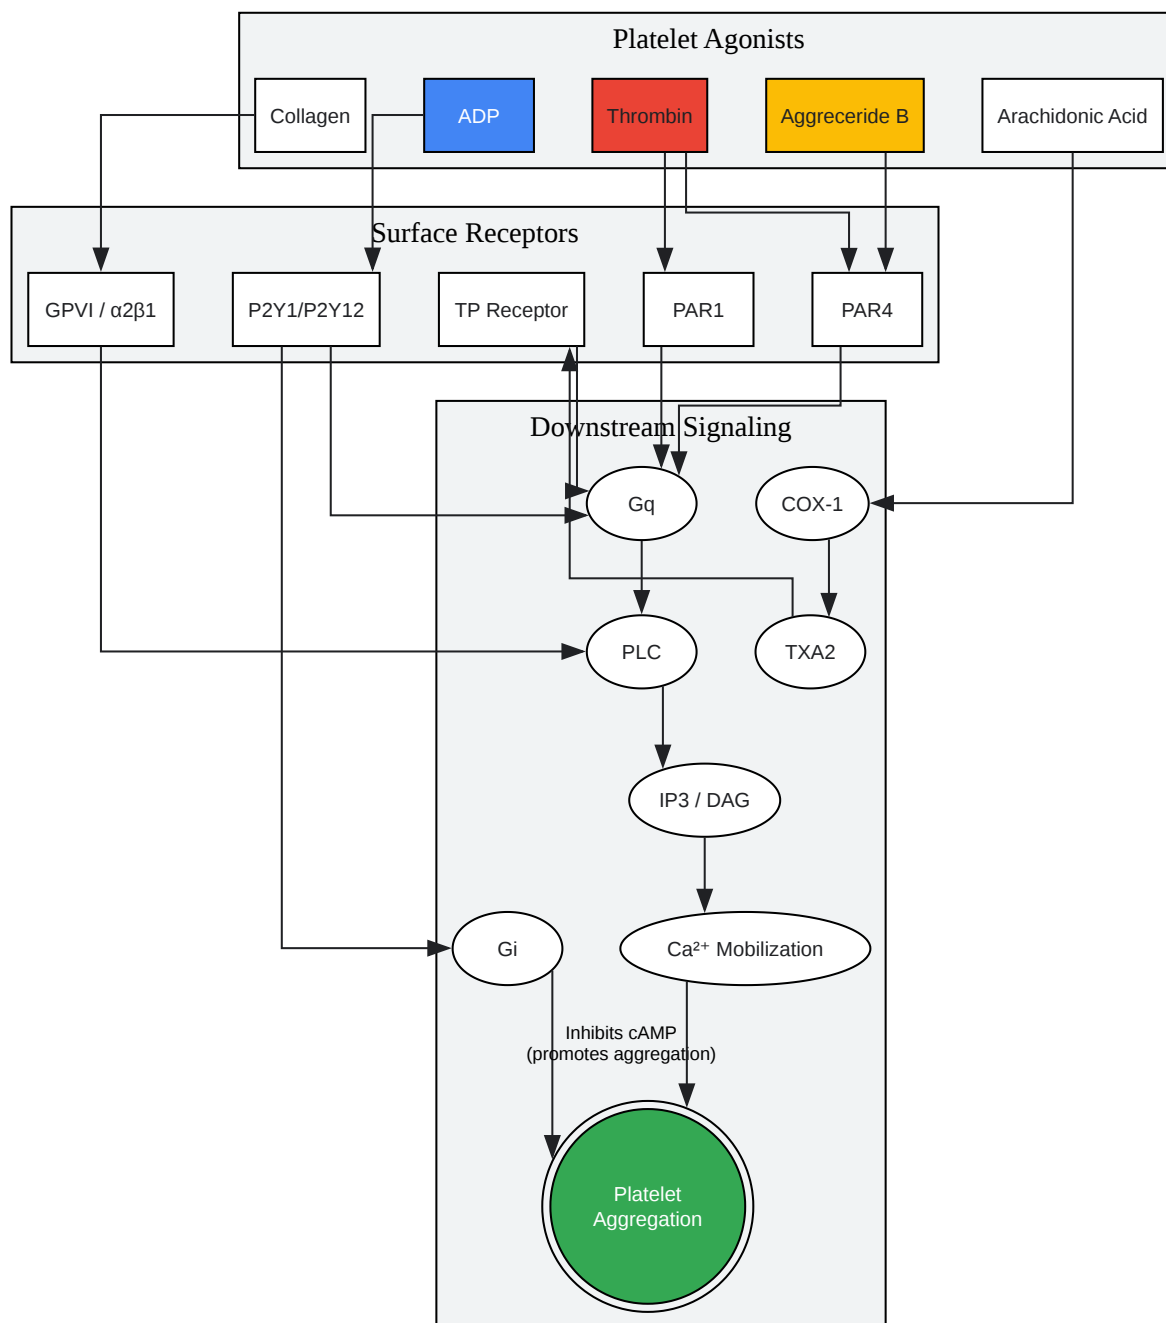 Platelet Agonists
Collagen
ADP
Thrombin
Aggreceride B
Arachidonic Acid
Surface Receptors
GPVI / α2β1
P2Y1/P2Y12
TP Receptor
PAR1
PAR4
Downstream Signaling
Gq
COX-1
PLC
TXA2
IP3 / DAG
Gi
Ca²⁺ Mobilization
Inhibits cAMP
(promotes aggregation)
Platelet
Aggregation